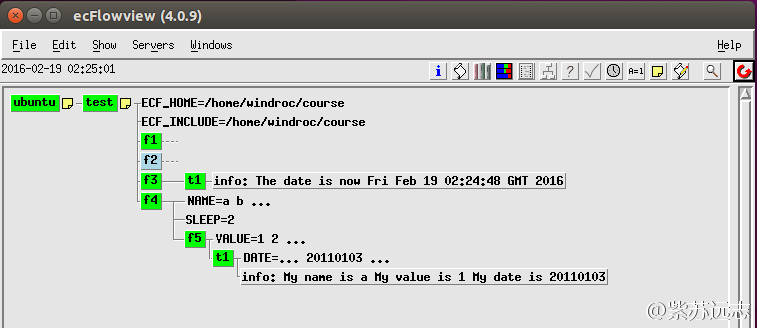 ecFlowview (4.0.9)
File Edit Show Servers Windows Help
2016-02-19 02:25:01
i ? A=1
ubuntu test ECF_HOME=/home/windroc/course
ECF_INCLUDE=/home/windroc/course
f1
f2
f3 t1 info: The date is now Fri Feb 19 02:24:48 GMT 2016
f4 NAME=a b ...
SLEEP=2
f5 VALUE=1 2 ...
t1 DATE=... 20110103 ...
info: My name is a My value is 1 My date is 20110103
@紫苏远志